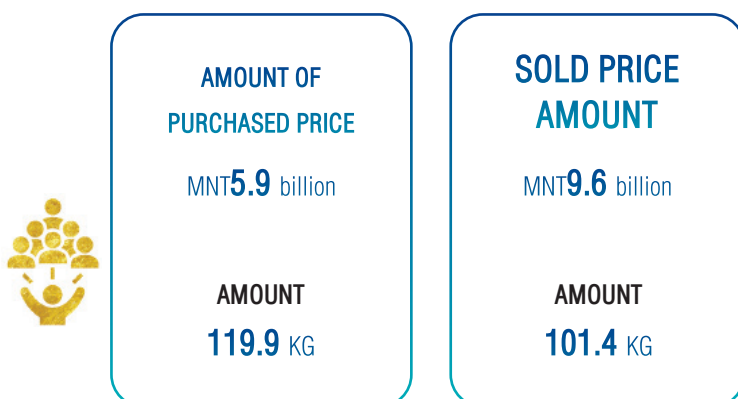 AMOUNT OF
PURCHASED PRICE
MNT5.9 billion
AMOUNT
119.9 KG
SOLD PRICE
AMOUNT
MNT9.6 billion
AMOUNT
101.4 KG